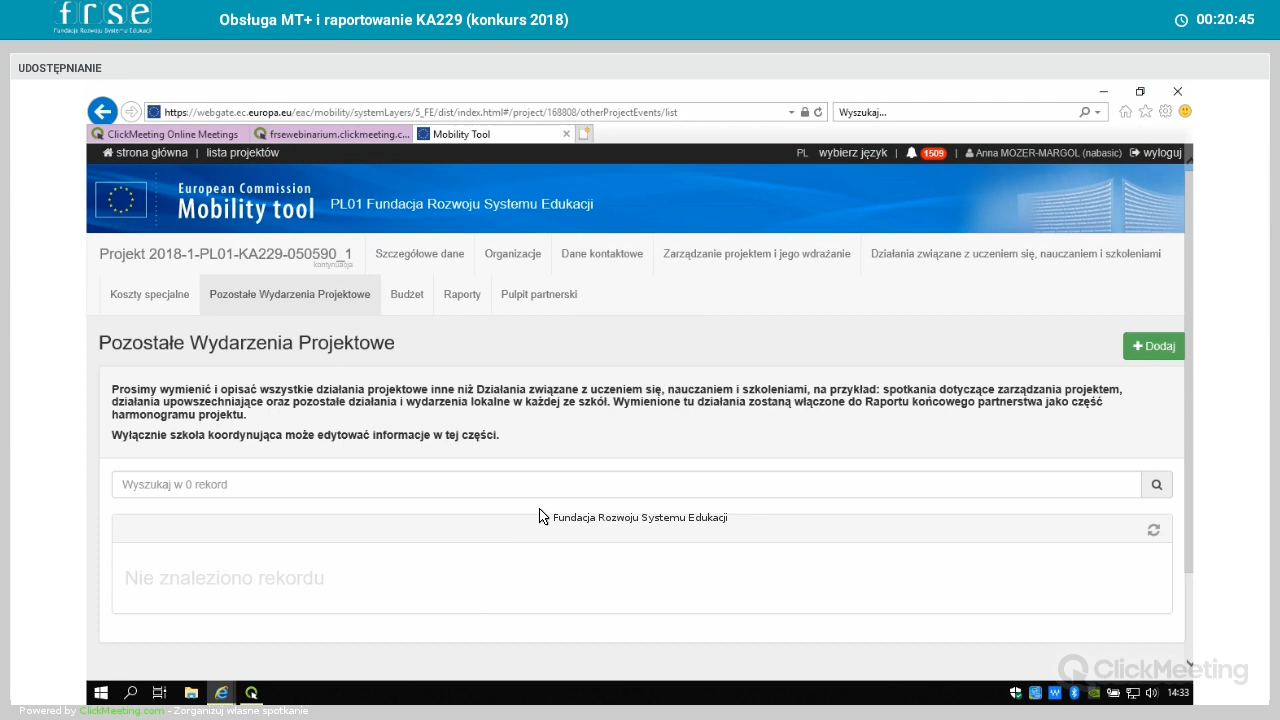 frse
Fundacja Rozwoju Systemu Edukacji
Obsługa MT+ i raportowanie KA229 (konkurs 2018)
00:20:45
UDOSTĘPNIANIE
https://webgate.ec.europa.eu/eac/mobility/systemLayers/5_FE/dist/index.html#/project/168808/otherProjectEvents/list
Wyszukaj...
ClickMeeting Online Meetings
frsewebinarium.clickmeeting.c...
Mobility Tool
strona główna | lista projektów
PL wybierz język | 1509 | Anna MOZER-MARGOL (nabasic) wyloguj
European Commission
Mobility tool
PL01 Fundacja Rozwoju Systemu Edukacji
Projekt 2018-1-PL01-KA229-050590_1
kontynuacja
Szczegółowe dane
Organizacje
Dane kontaktowe
Zarządzanie projektem i jego wdrażanie
Działania związane z uczeniem się, nauczaniem i szkoleniami
Koszty specjalne
Pozostałe Wydarzenia Projektowe
Budżet
Raporty
Pulpit partnerski
Pozostałe Wydarzenia Projektowe
+ Dodaj
Prosimy wymienić i opisać wszystkie działania projektowe inne niż Działania związane z uczeniem się, nauczaniem i szkoleniami, na przykład: spotkania dotyczące zarządzania projektem,
działania upowszechniające oraz pozostałe działania i wydarzenia lokalne w każdej ze szkół. Wymienione tu działania zostaną włączone do Raportu końcowego partnerstwa jako część
harmonogramu projektu.
Wyłącznie szkoła koordynująca może edytować informacje w tej części.
Wyszukaj w 0 rekord
Fundacja Rozwoju Systemu Edukacji
Nie znaleziono rekordu
ClickMeeting
14:33
Powered by ClickMeeting.com - Zorganizuj własne spotkanie